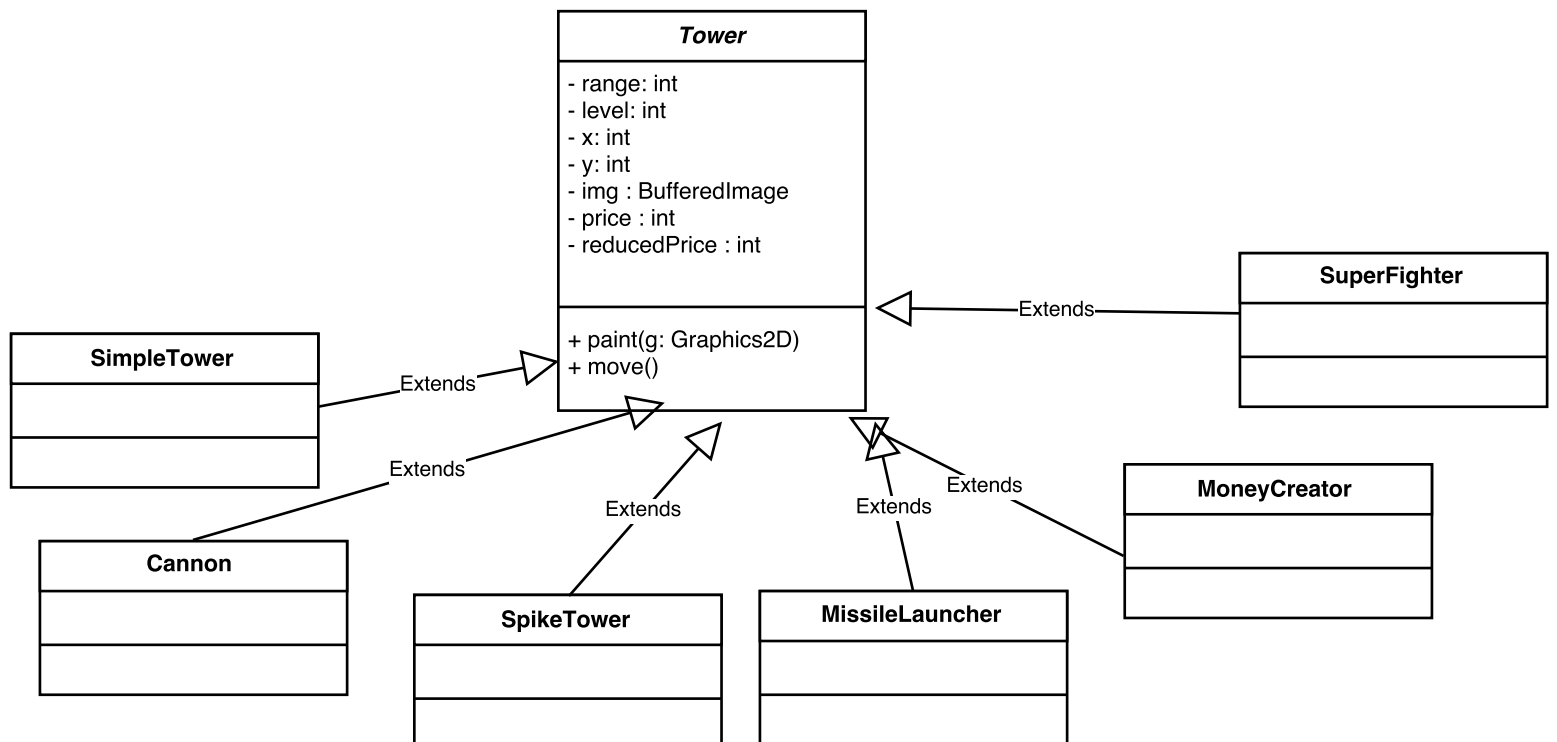 Tower
- range: int
- level: int
- x: int
- y: int
- img : BufferedImage
- price : int
- reducedPrice : int
+ paint(g: Graphics2D)
+ move()
SuperFighter
Extends
SimpleTower
Extends
Extends
Cannon
Extends
SpikeTower
Extends
MissileLauncher
Extends
MoneyCreator